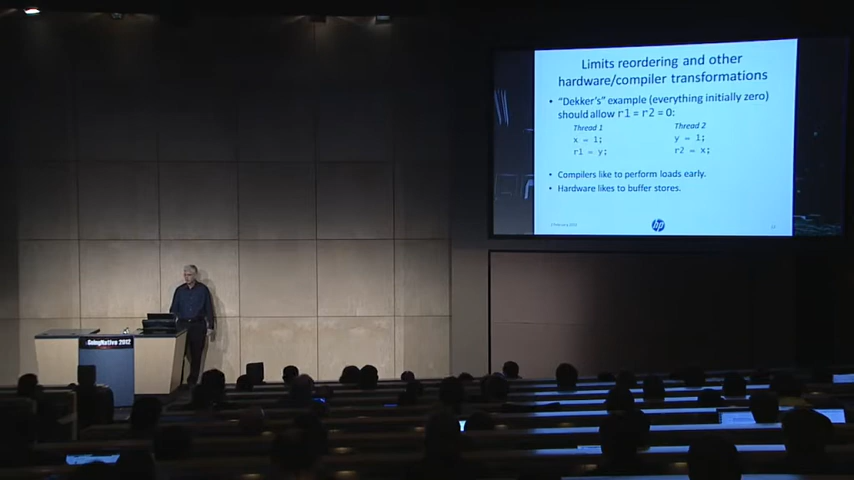 Limits reordering and other
hardware/compiler transformations
• "Dekker's" example (everything initially zero)
should allow r1 = r2 = 0:
Thread 1
x = 1;
r1 = y;
Thread 2
y = 1;
r2 = x;
• Compilers like to perform loads early.
• Hardware likes to buffer stores.
hp
GoingNative 2012